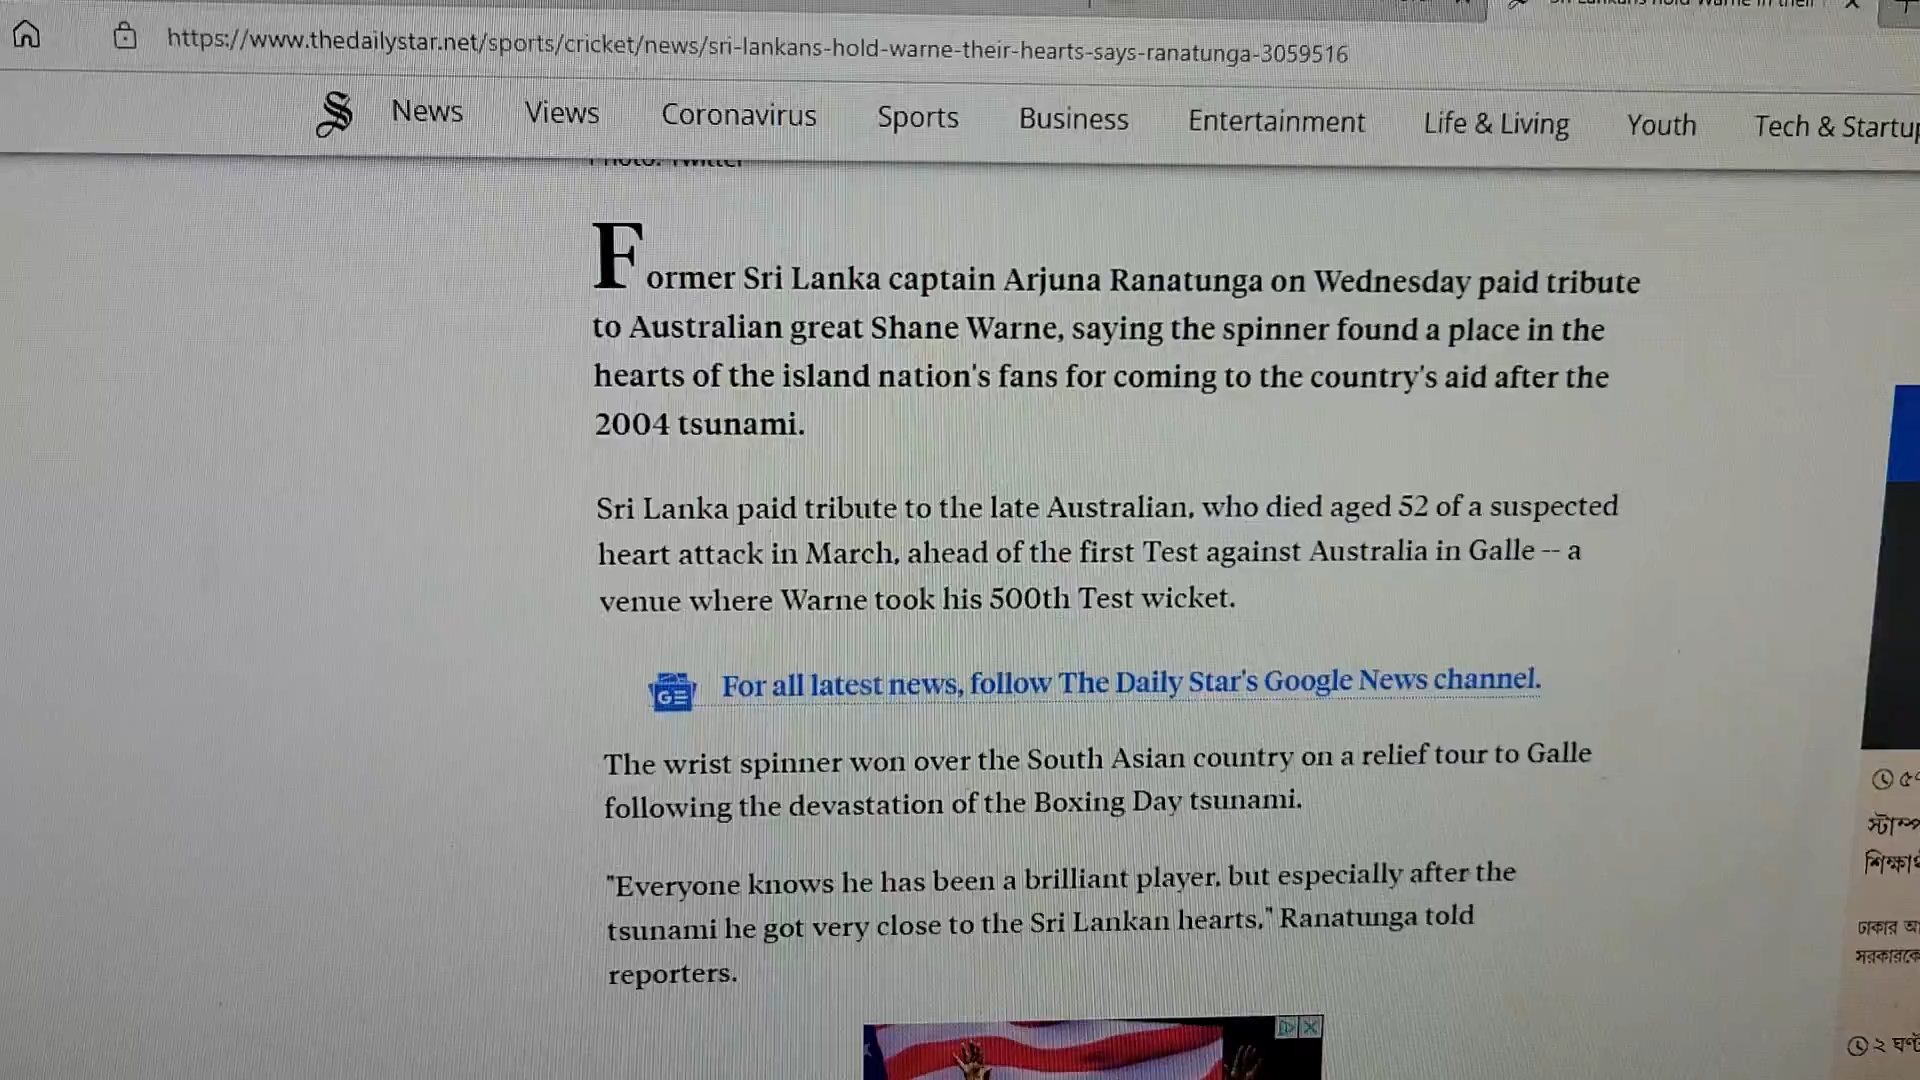 https://www.thedailystar.net/sports/cricket/news/sri-lankans-hold-warne-their-hearts-says-ranatunga-3059516
News Views Coronavirus Sports Business Entertainment Life & Living Youth Tech & Startup
Photo: Twitter
Former Sri Lanka captain Arjuna Ranatunga on Wednesday paid tribute
to Australian great Shane Warne, saying the spinner found a place in the
hearts of the island nation's fans for coming to the country's aid after the
2004 tsunami.
Sri Lanka paid tribute to the late Australian, who died aged 52 of a suspected
heart attack in March, ahead of the first Test against Australia in Galle -- a
venue where Warne took his 500th Test wicket.
GE For all latest news, follow The Daily Star's Google News channel.
The wrist spinner won over the South Asian country on a relief tour to Galle
following the devastation of the Boxing Day tsunami.
"Everyone knows he has been a brilliant player, but especially after the
tsunami he got very close to the Sri Lankan hearts," Ranatunga told
reporters.
ঢাকার